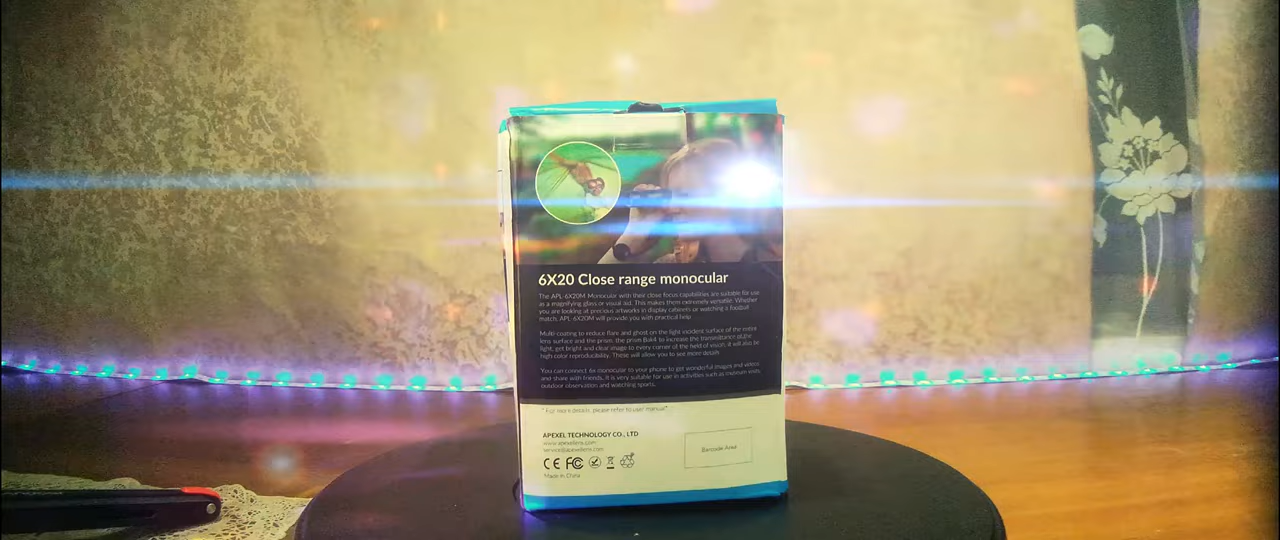 6X20 Close range monocular
The APL-6X20M Monocular with their close focus capabilities are suitable for use
as a magnifying glass or visual aid. This makes them extremely versatile. Whether
you are looking at precious artworks in display cabinets or watching a football
match. APL-6X20M will provide you with practical help.
Multi-coating to reduce flare and ghost on the light incident surface of the entire
lens surface and the prism. the prism Bak4 to increase the transmittance of the
light, get bright and clear image to every corner of the field of vision. it will also be
high color reproducibility. These will allow you to see more details
You can connect 6x monocular to your phone to get wonderful images and videos
and share with friends, it is very suitable for use in activities such as museum visits,
outdoor observation and watching sports.
* For more details, please refer to user manual*
APEXEL TECHNOLOGY CO., LTD
www.apexellens.com
service@apexellens.com
CE FC
Made in China
Barcode Area